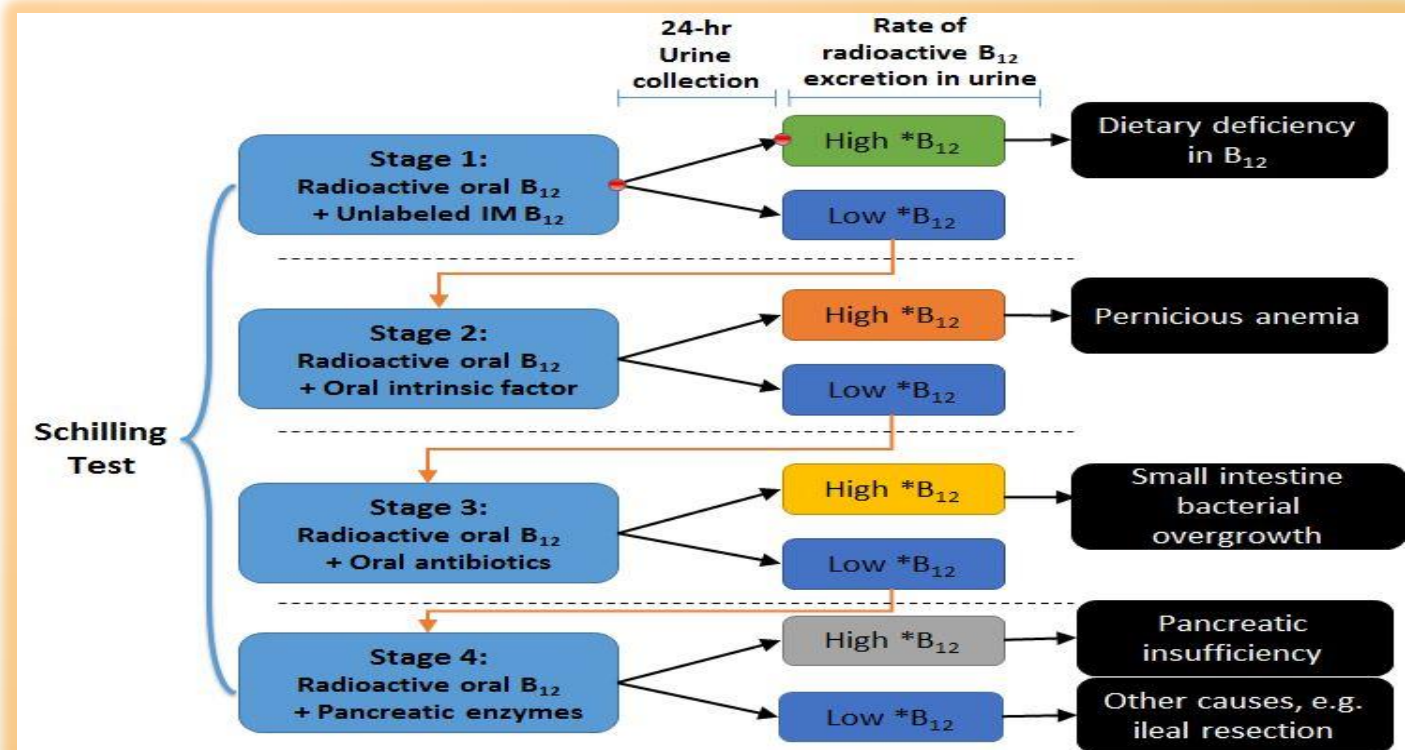 24-hr
Urine
collection
Rate of
radioactive B₁₂
excretion in urine
Stage 1:
Radioactive oral B₁₂
+ Unlabeled IM B₁₂
High *B₁₂
Dietary deficiency
in B₁₂
Low *B₁₂
Stage 2:
Radioactive oral B₁₂
+ Oral intrinsic factor
High *B₁₂
Pernicious anemia
Low *B₁₂
Schilling
Test
Stage 3:
Radioactive oral B₁₂
+ Oral antibiotics
High *B₁₂
Small intestine
bacterial
overgrowth
Low *B₁₂
Stage 4:
Radioactive oral B₁₂
+ Pancreatic enzymes
High *B₁₂
Pancreatic
insufficiency
Low *B₁₂
Other causes, e.g.
ileal resection